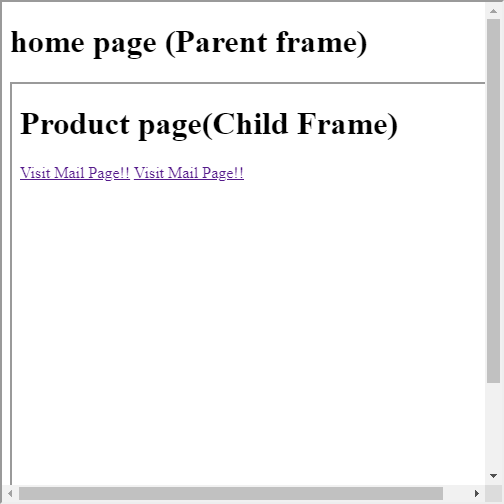 home page (Parent frame)
Product page(Child Frame)
Visit Mail Page!! Visit Mail Page!!